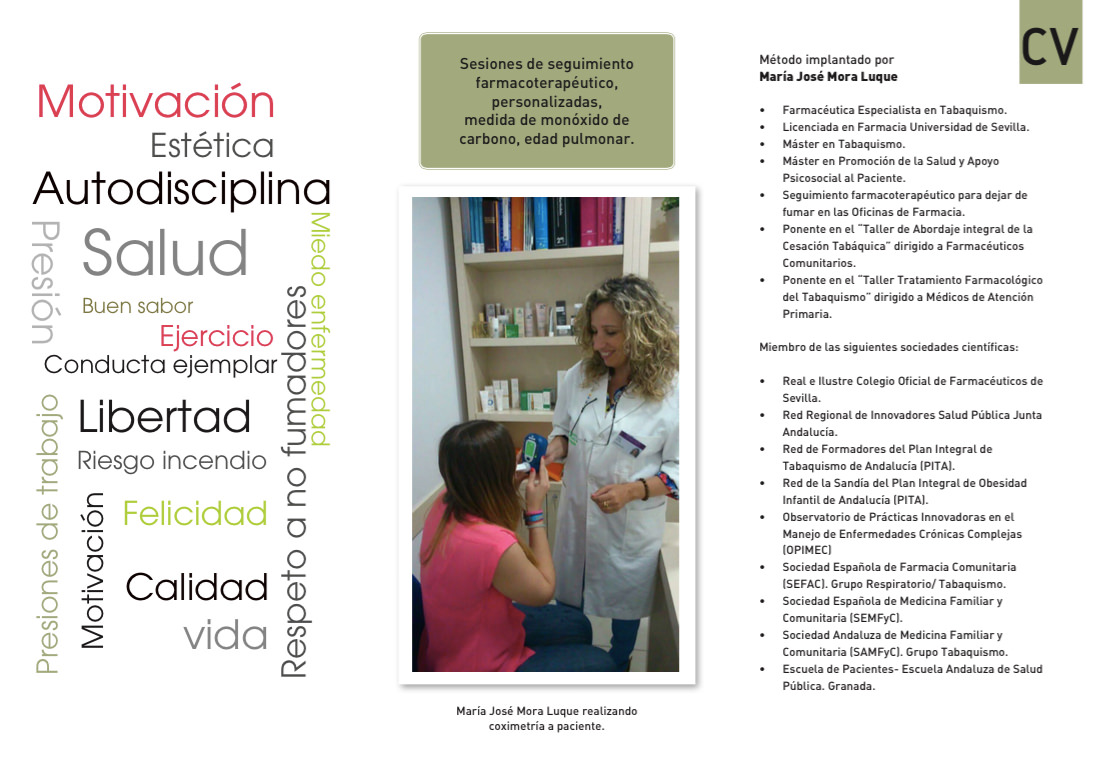 Motivación
Estética
Autodisciplina
Presión
Salud
Miedo enfermedad
Buen sabor
Ejercicio
Conducta ejemplar
Respeto a no fumadores
Libertad
Presiones de trabajo
Riesgo incendio
Motivación
Felicidad
Calidad
vida
Sesiones de seguimiento
farmacoterapéutico,
personalizadas,
medida de monóxido de
carbono, edad pulmonar.
María José Mora Luque realizando
coximetría a paciente.
CV
Método implantado por
María José Mora Luque
• Farmacéutica Especialista en Tabaquismo.
• Licenciada en Farmacia Universidad de Sevilla.
• Máster en Tabaquismo.
• Máster en Promoción de la Salud y Apoyo
Psicosocial al Paciente.
• Seguimiento farmacoterapéutico para dejar de
fumar en las Oficinas de Farmacia.
• Ponente en el "Taller de Abordaje integral de la
Cesación Tabáquica" dirigido a Farmacéuticos
Comunitarios.
• Ponente en el "Taller Tratamiento Farmacológico
del Tabaquismo" dirigido a Médicos de Atención
Primaria.
Miembro de las siguientes sociedades científicas:
• Real e Ilustre Colegio Oficial de Farmacéuticos de
Sevilla.
• Red Regional de Innovadores Salud Pública Junta
Andalucía.
• Red de Formadores del Plan Integral de
Tabaquismo de Andalucía (PITA).
• Red de la Sandía del Plan Integral de Obesidad
Infantil de Andalucía (PITA).
• Observatorio de Prácticas Innovadoras en el
Manejo de Enfermedades Crónicas Complejas
(OPIMEC)
• Sociedad Española de Farmacia Comunitaria
(SEFAC). Grupo Respiratorio/ Tabaquismo.
• Sociedad Española de Medicina Familiar y
Comunitaria (SEMFyC).
• Sociedad Andaluza de Medicina Familiar y
Comunitaria (SAMFyC). Grupo Tabaquismo.
• Escuela de Pacientes- Escuela Andaluza de Salud
Pública. Granada.